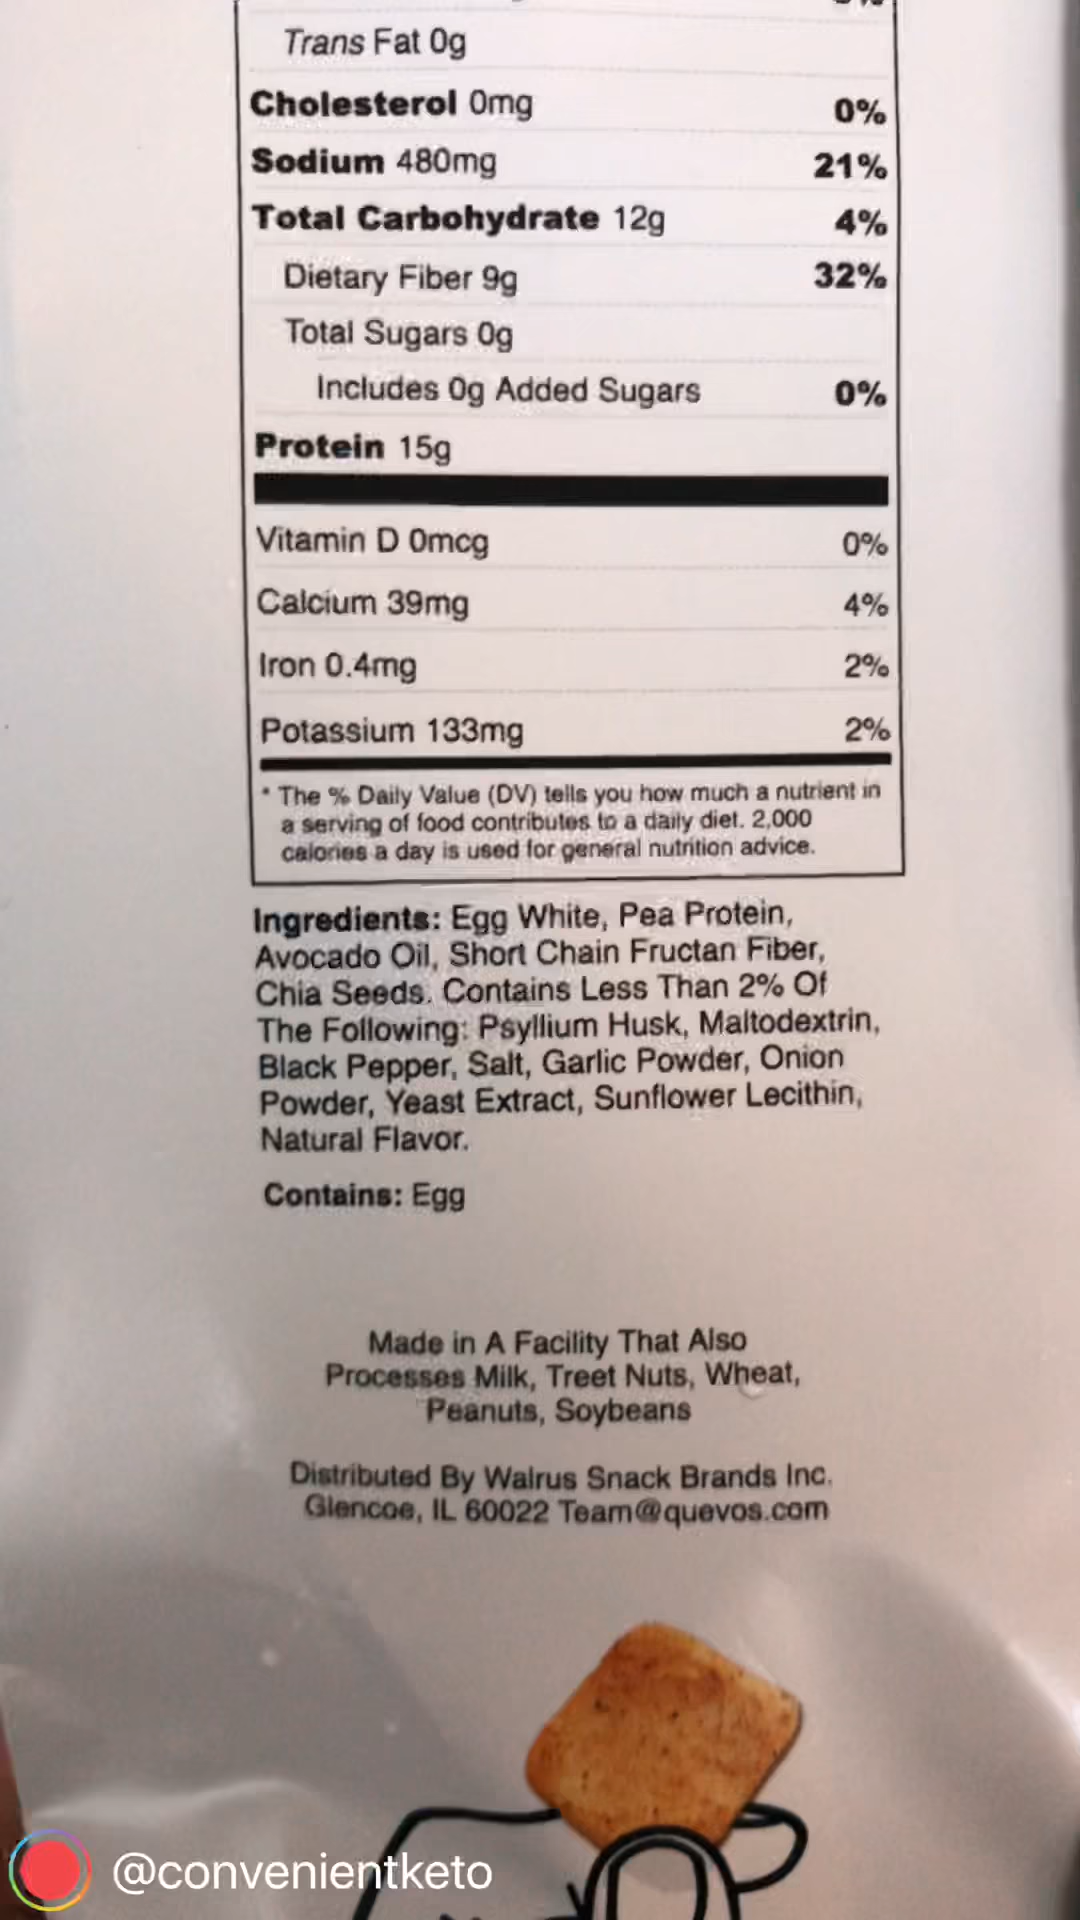 Trans Fat 0g
Cholesterol 0mg 0%
Sodium 480mg 21%
Total Carbohydrate 12g 4%
Dietary Fiber 9g 32%
Total Sugars 0g
Includes 0g Added Sugars 0%
Protein 15g
Vitamin D 0mcg 0%
Calcium 39mg 4%
Iron 0.4mg 2%
Potassium 133mg 2%
* The % Daily Value (DV) tells you how much a nutrient in
a serving of food contributes to a daily diet. 2,000
calories a day is used for general nutrition advice.
Ingredients: Egg White, Pea Protein,
Avocado Oil, Short Chain Fructan Fiber,
Chia Seeds. Contains Less Than 2% Of
The Following: Psyllium Husk, Maltodextrin,
Black Pepper, Salt, Garlic Powder, Onion
Powder, Yeast Extract, Sunflower Lecithin,
Natural Flavor.
Contains: Egg
Made in A Facility That Also
Processes Milk, Treet Nuts, Wheat,
Peanuts, Soybeans
Distributed By Walrus Snack Brands Inc.
Glencoe, IL 60022 Team@quevos.com
@convenientketo